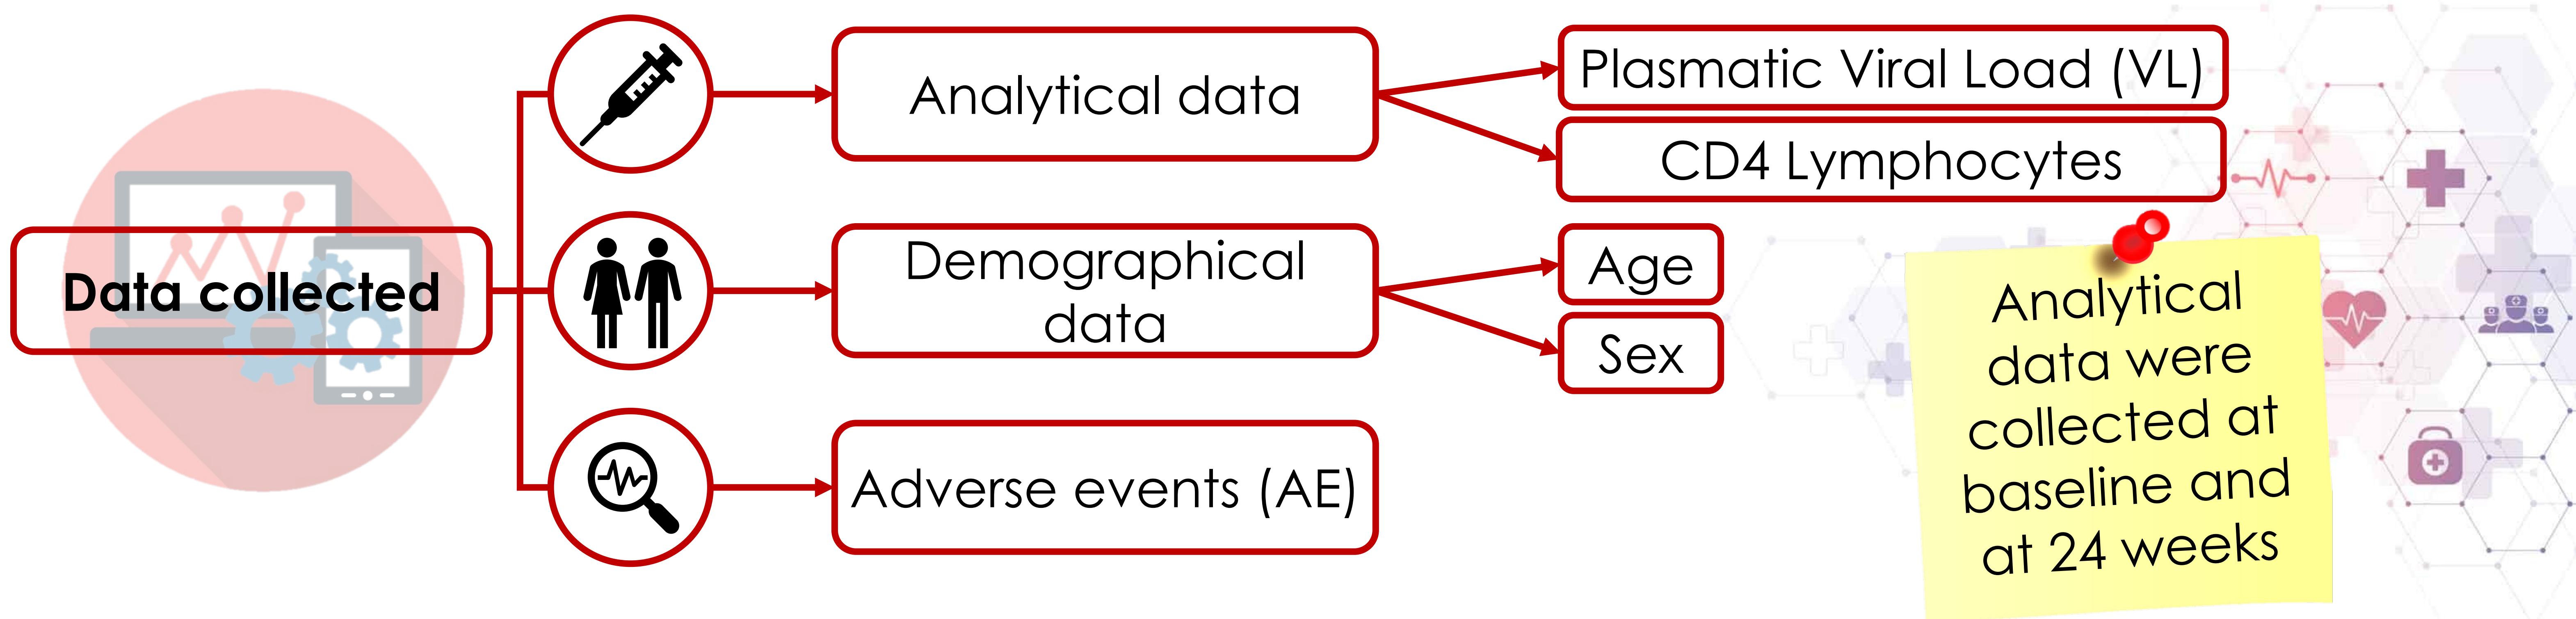 Data collected
Analytical data
Plasmatic Viral Load (VL)
CD4 Lymphocytes
Demographical
data
Age
Sex
Adverse events (AE)
Analytical
data were
collected at
baseline and
at 24 weeks